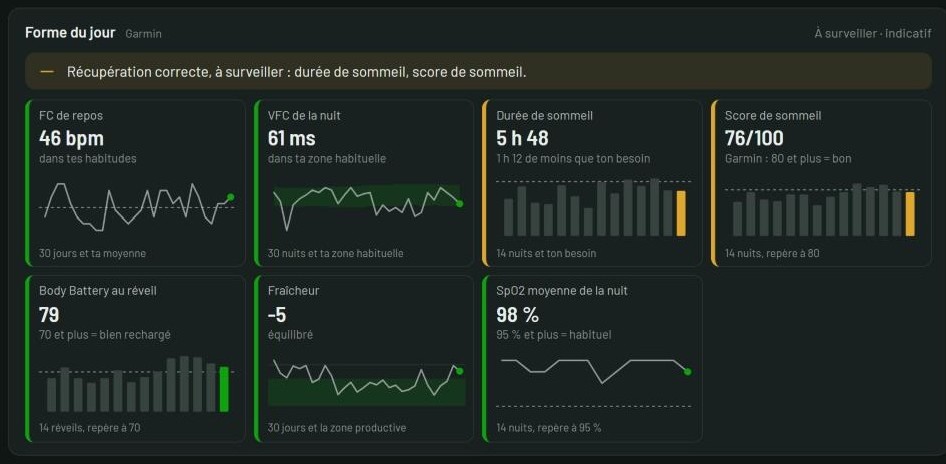 Forme du jour Garmin
À surveiller · indicatif
Récupération correcte, à surveiller : durée de sommeil, score de sommeil.
FC de repos
46 bpm
dans tes habitudes
30 jours et ta moyenne
VFC de la nuit
61 ms
dans ta zone habituelle
30 nuits et ta zone habituelle
Durée de sommeil
5 h 48
1 h 12 de moins que ton besoin
14 nuits et ton besoin
Score de sommeil
76/100
Garmin : 80 et plus = bon
14 nuits, repère à 80
Body Battery au réveil
79
70 et plus = bien rechargé
14 réveils, repère à 70
Fraîcheur
-5
équilibré
30 jours et la zone productive
SpO2 moyenne de la nuit
98 %
95 % et plus = habituel
14 nuits, repère à 95 %